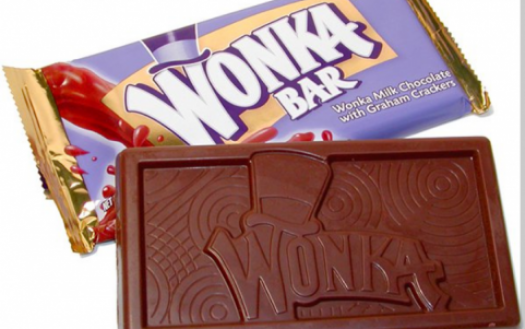 WONKA
BAR
Wonka Milk Chocolate
with Graham Crackers
WONKA